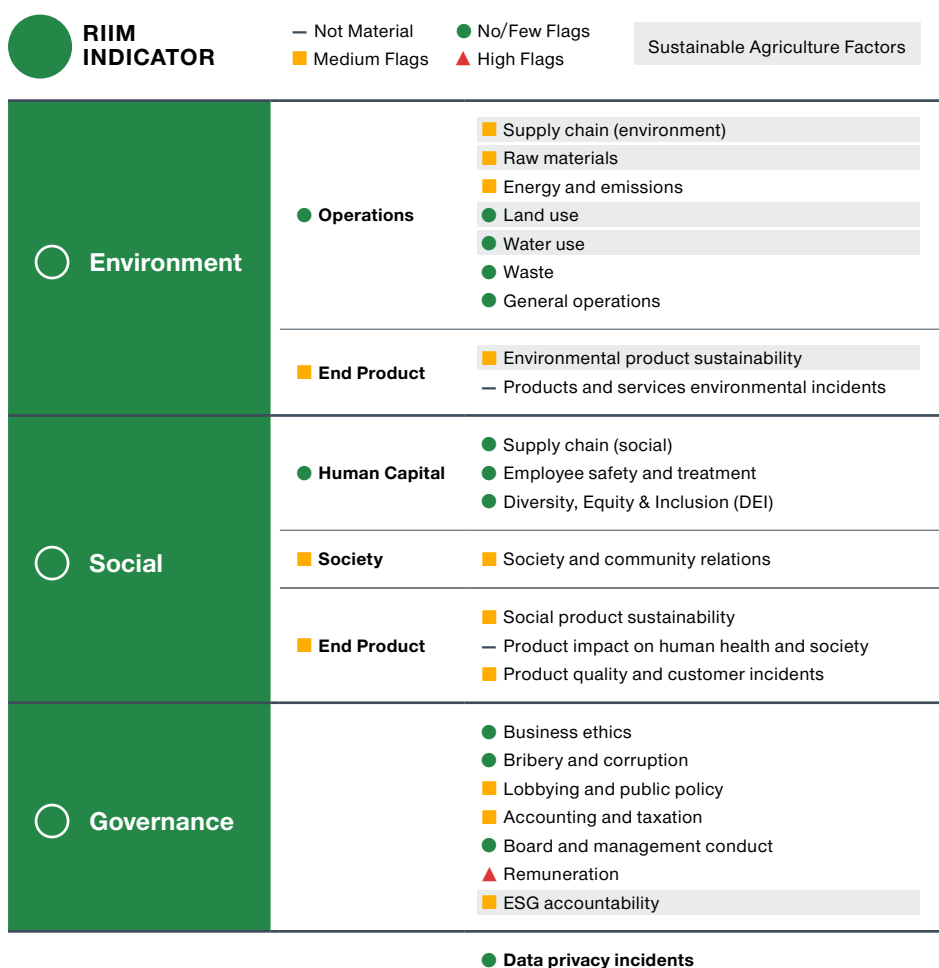 RIIM
INDICATOR
– Not Material
No/Few Flags
Medium Flags
High Flags
Sustainable Agriculture Factors
Environment
Operations
Supply chain (environment)
Raw materials
Energy and emissions
Land use
Water use
Waste
General operations
End Product
Environmental product sustainability
– Products and services environmental incidents
Social
Human Capital
Supply chain (social)
Employee safety and treatment
Diversity, Equity & Inclusion (DEI)
Society
Society and community relations
End Product
Social product sustainability
– Product impact on human health and society
Product quality and customer incidents
Governance
Business ethics
Bribery and corruption
Lobbying and public policy
Accounting and taxation
Board and management conduct
Remuneration
ESG accountability
Data privacy incidents